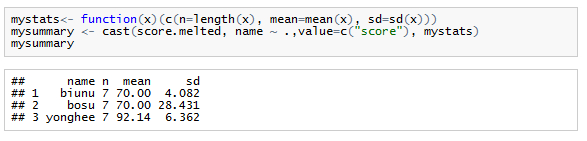 mystats<- function(x)(c(n=length(x), mean=mean(x), sd=sd(x)))
mysummary <- cast(score.melted, name ~ .,value=c("score"), mystats)
mysummary
##      name n  mean     sd
## 1   biunu 7 70.00  4.082
## 2    bosu 7 70.00 28.431
## 3 yonghee 7 92.14  6.362